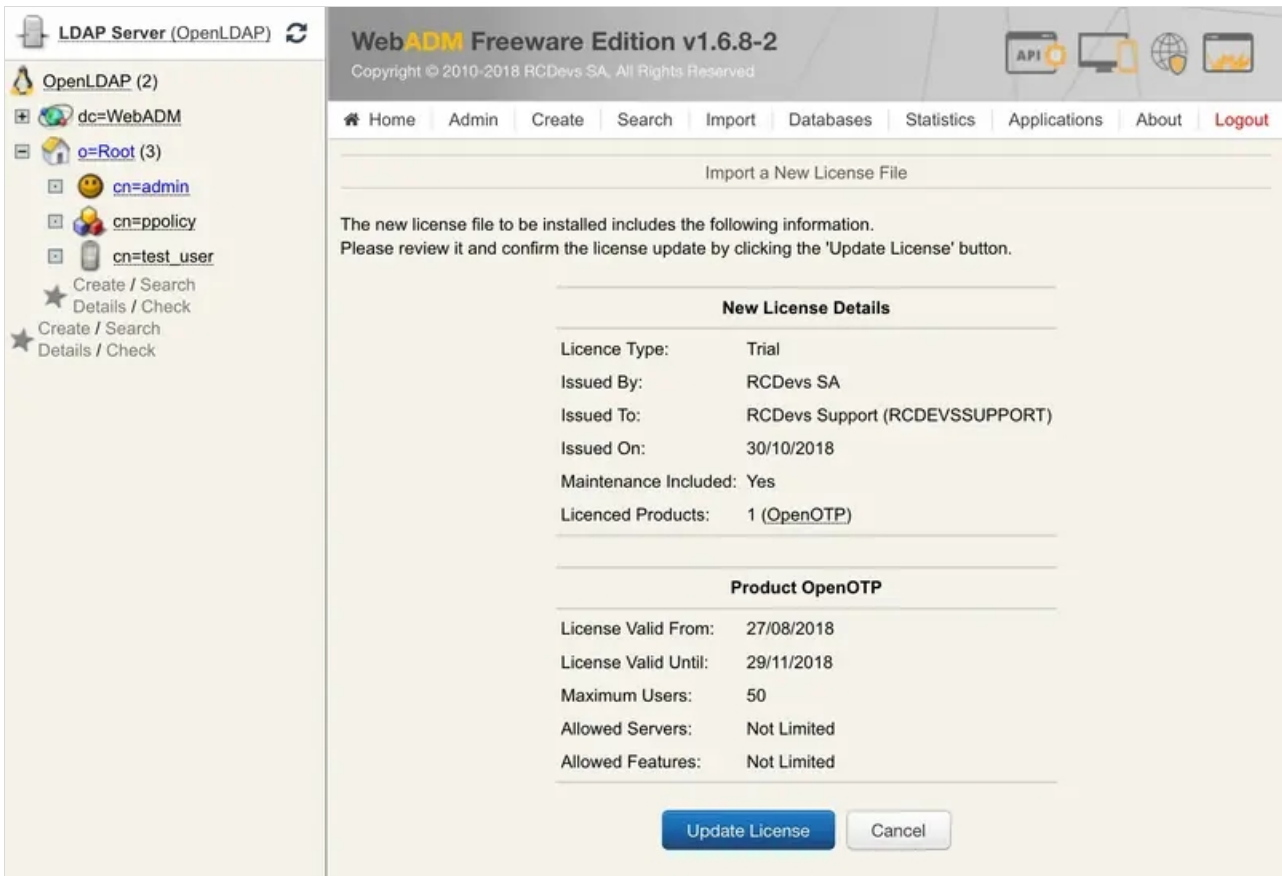 LDAP Server (OpenLDAP)
OpenLDAP (2)
dc=WebADM
o=Root (3)
cn=admin
cn=ppolicy
cn=test_user
Create / Search
Details / Check
Create / Search
Details / Check
WebADM Freeware Edition v1.6.8-2
Copyright © 2010-2018 RCDevs SA, All Rights Reserved
API
Home Admin Create Search Import Databases Statistics Applications About Logout
Import a New License File
The new license file to be installed includes the following information.
Please review it and confirm the license update by clicking the 'Update License' button.
New License Details
Licence Type: Trial
Issued By: RCDevs SA
Issued To: RCDevs Support (RCDEVSSUPPORT)
Issued On: 30/10/2018
Maintenance Included: Yes
Licenced Products: 1 (OpenOTP)
Product OpenOTP
License Valid From: 27/08/2018
License Valid Until: 29/11/2018
Maximum Users: 50
Allowed Servers: Not Limited
Allowed Features: Not Limited
Update License Cancel